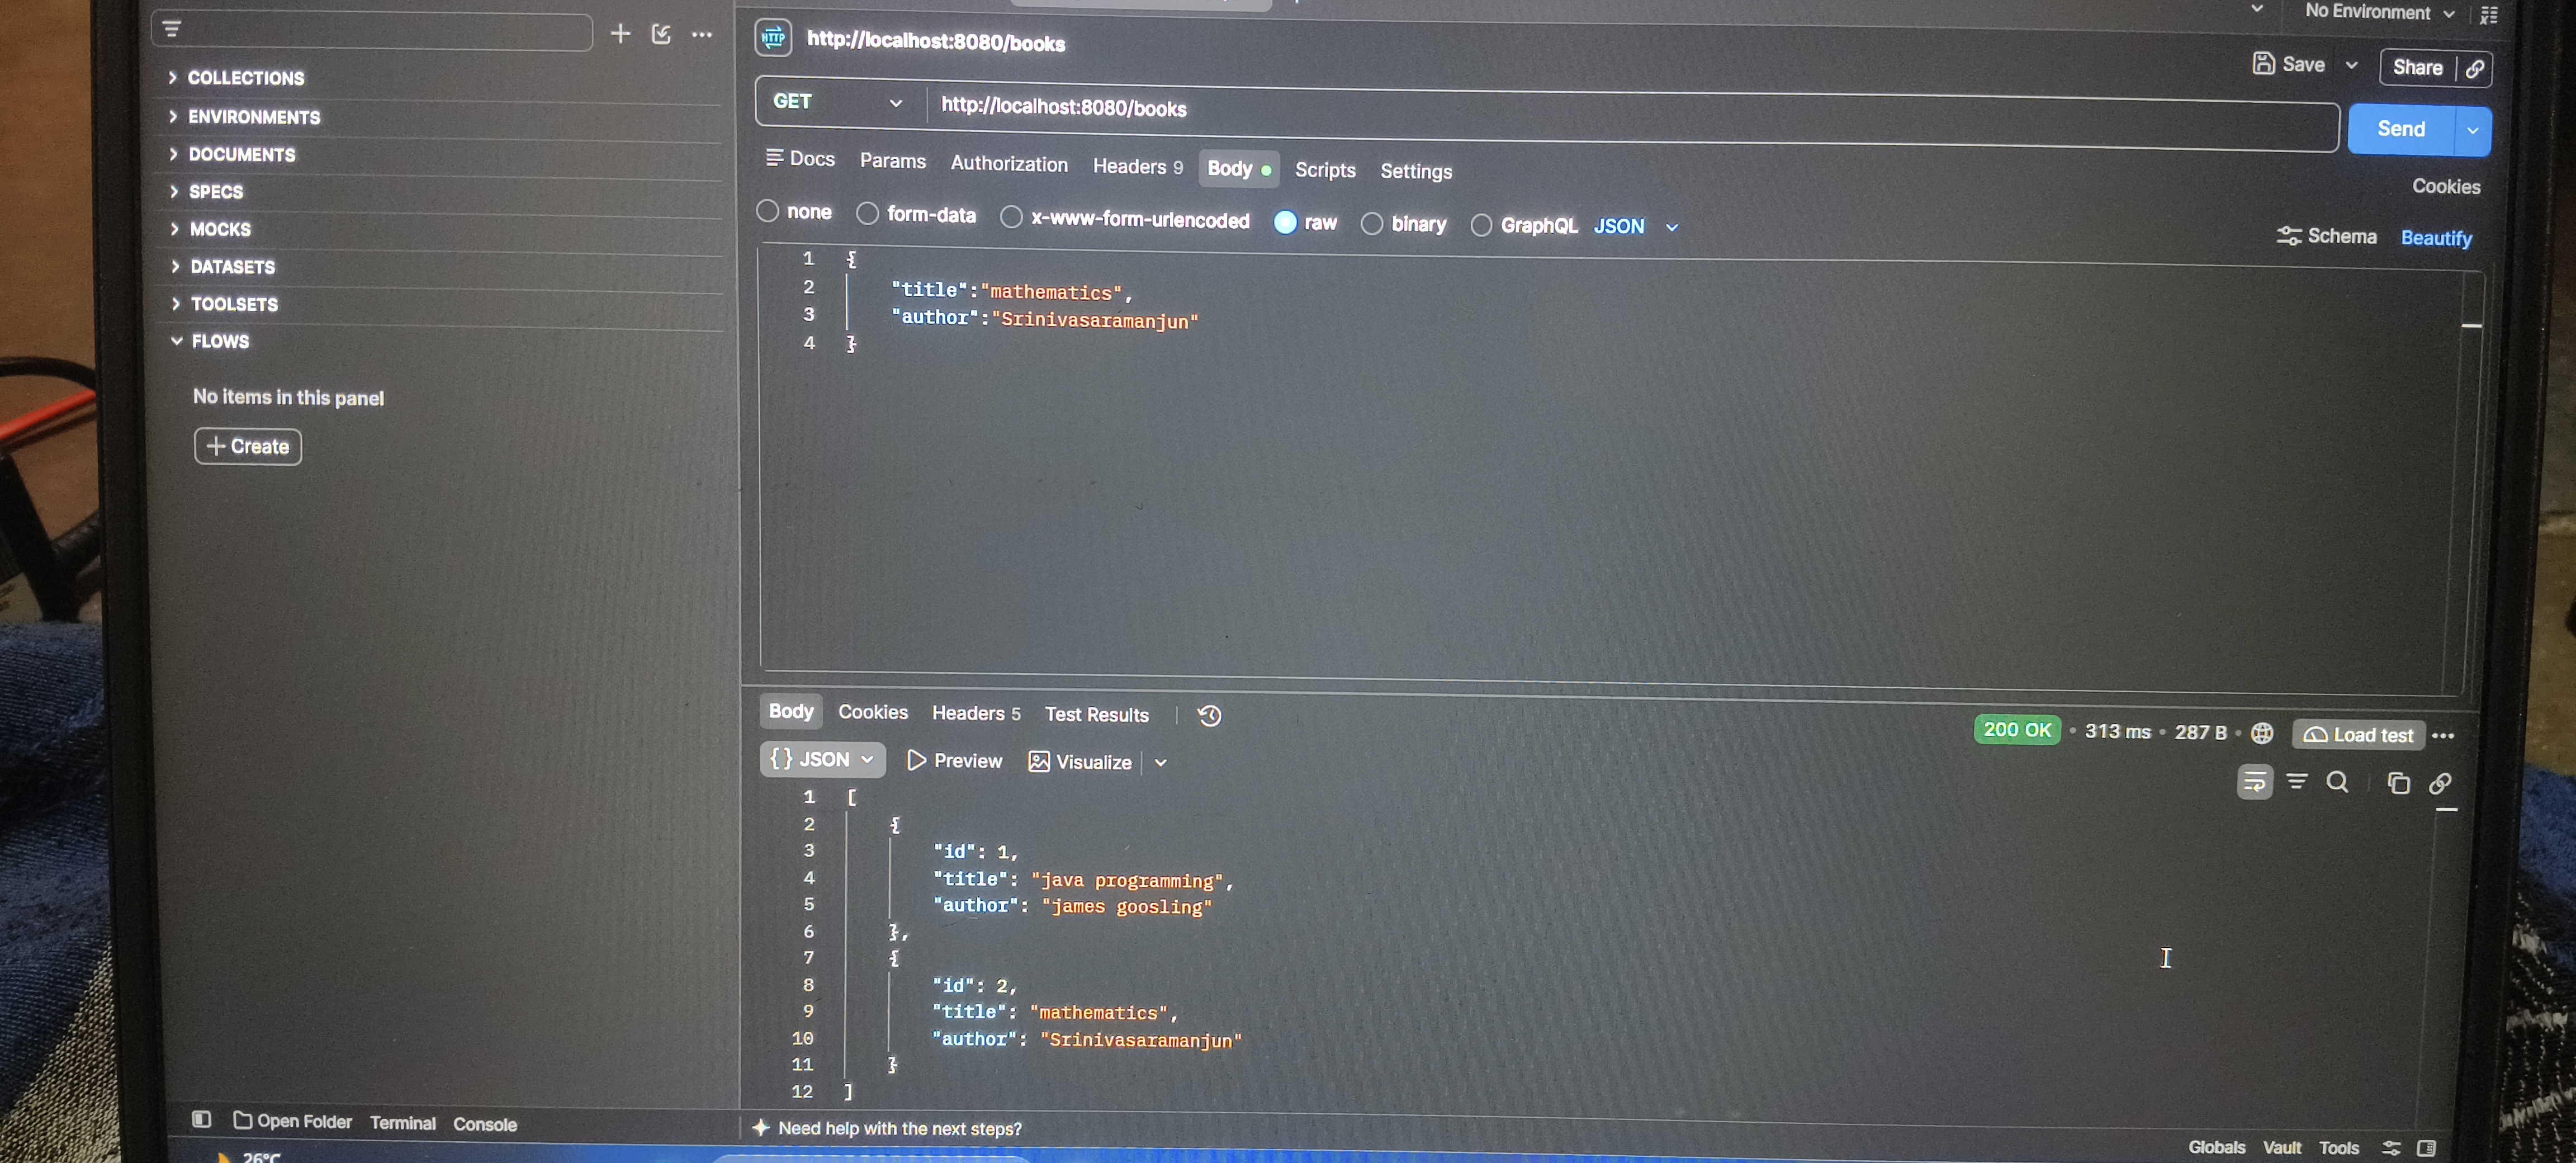 No Environment
http://localhost:8080/books
Save
Share
GET http://localhost:8080/books
Send
Docs Params Authorization Headers 9 Body Scripts Settings
Cookies
none form-data x-www-form-urlencoded raw binary GraphQL JSON
Schema Beautify
1 {
2 "title":"mathematics",
3 "author":"Srinivasaramanjun"
4 }
COLLECTIONS
ENVIRONMENTS
DOCUMENTS
SPECS
MOCKS
DATASETS
TOOLSETS
FLOWS
No items in this panel
+ Create
Body Cookies Headers 5 Test Results
200 OK • 313 ms • 287 B • Load test
{} JSON Preview Visualize
1 [
2 {
3 "id": 1,
4 "title": "java programming",
5 "author": "james goosling"
6 },
7 {
8 "id": 2,
9 "title": "mathematics",
10 "author": "Srinivasaramanjun"
11 }
12 ]
Open Folder Terminal Console
Need help with the next steps?
Globals Vault Tools
26°C